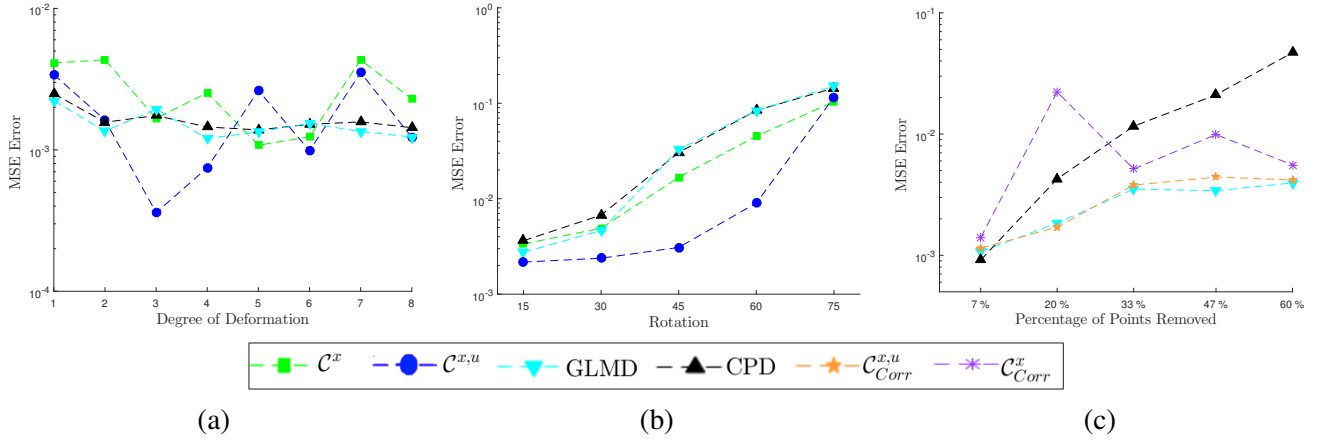 10^-2
10^-3
10^-4
MSE Error
1 2 3 4 5 6 7 8
Degree of Deformation
10^0
10^-1
10^-2
10^-3
MSE Error
15 30 45 60 75
Rotation
10^-1
10^-2
10^-3
MSE Error
7 % 20 % 33 % 47 % 60 %
Percentage of Points Removed
𝒞^x 𝒞^{x,u} GLMD CPD 𝒞^{x,u}_{Corr} 𝒞^x_{Corr}
(a) (b) (c)